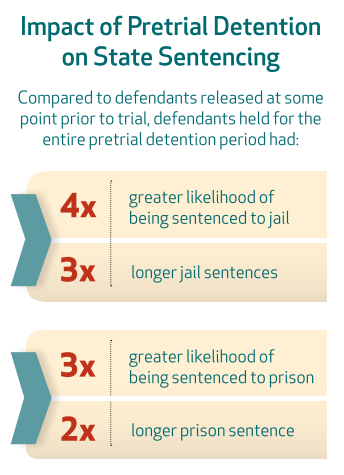 Impact of Pretrial Detention
on State Sentencing
Compared to defendants released at some
point prior to trial, defendants held for the
entire pretrial detention period had:
4x
greater likelihood of
being sentenced to jail
3x
longer jail sentences
3x
greater likelihood of
being sentenced to prison
2x
longer prison sentence